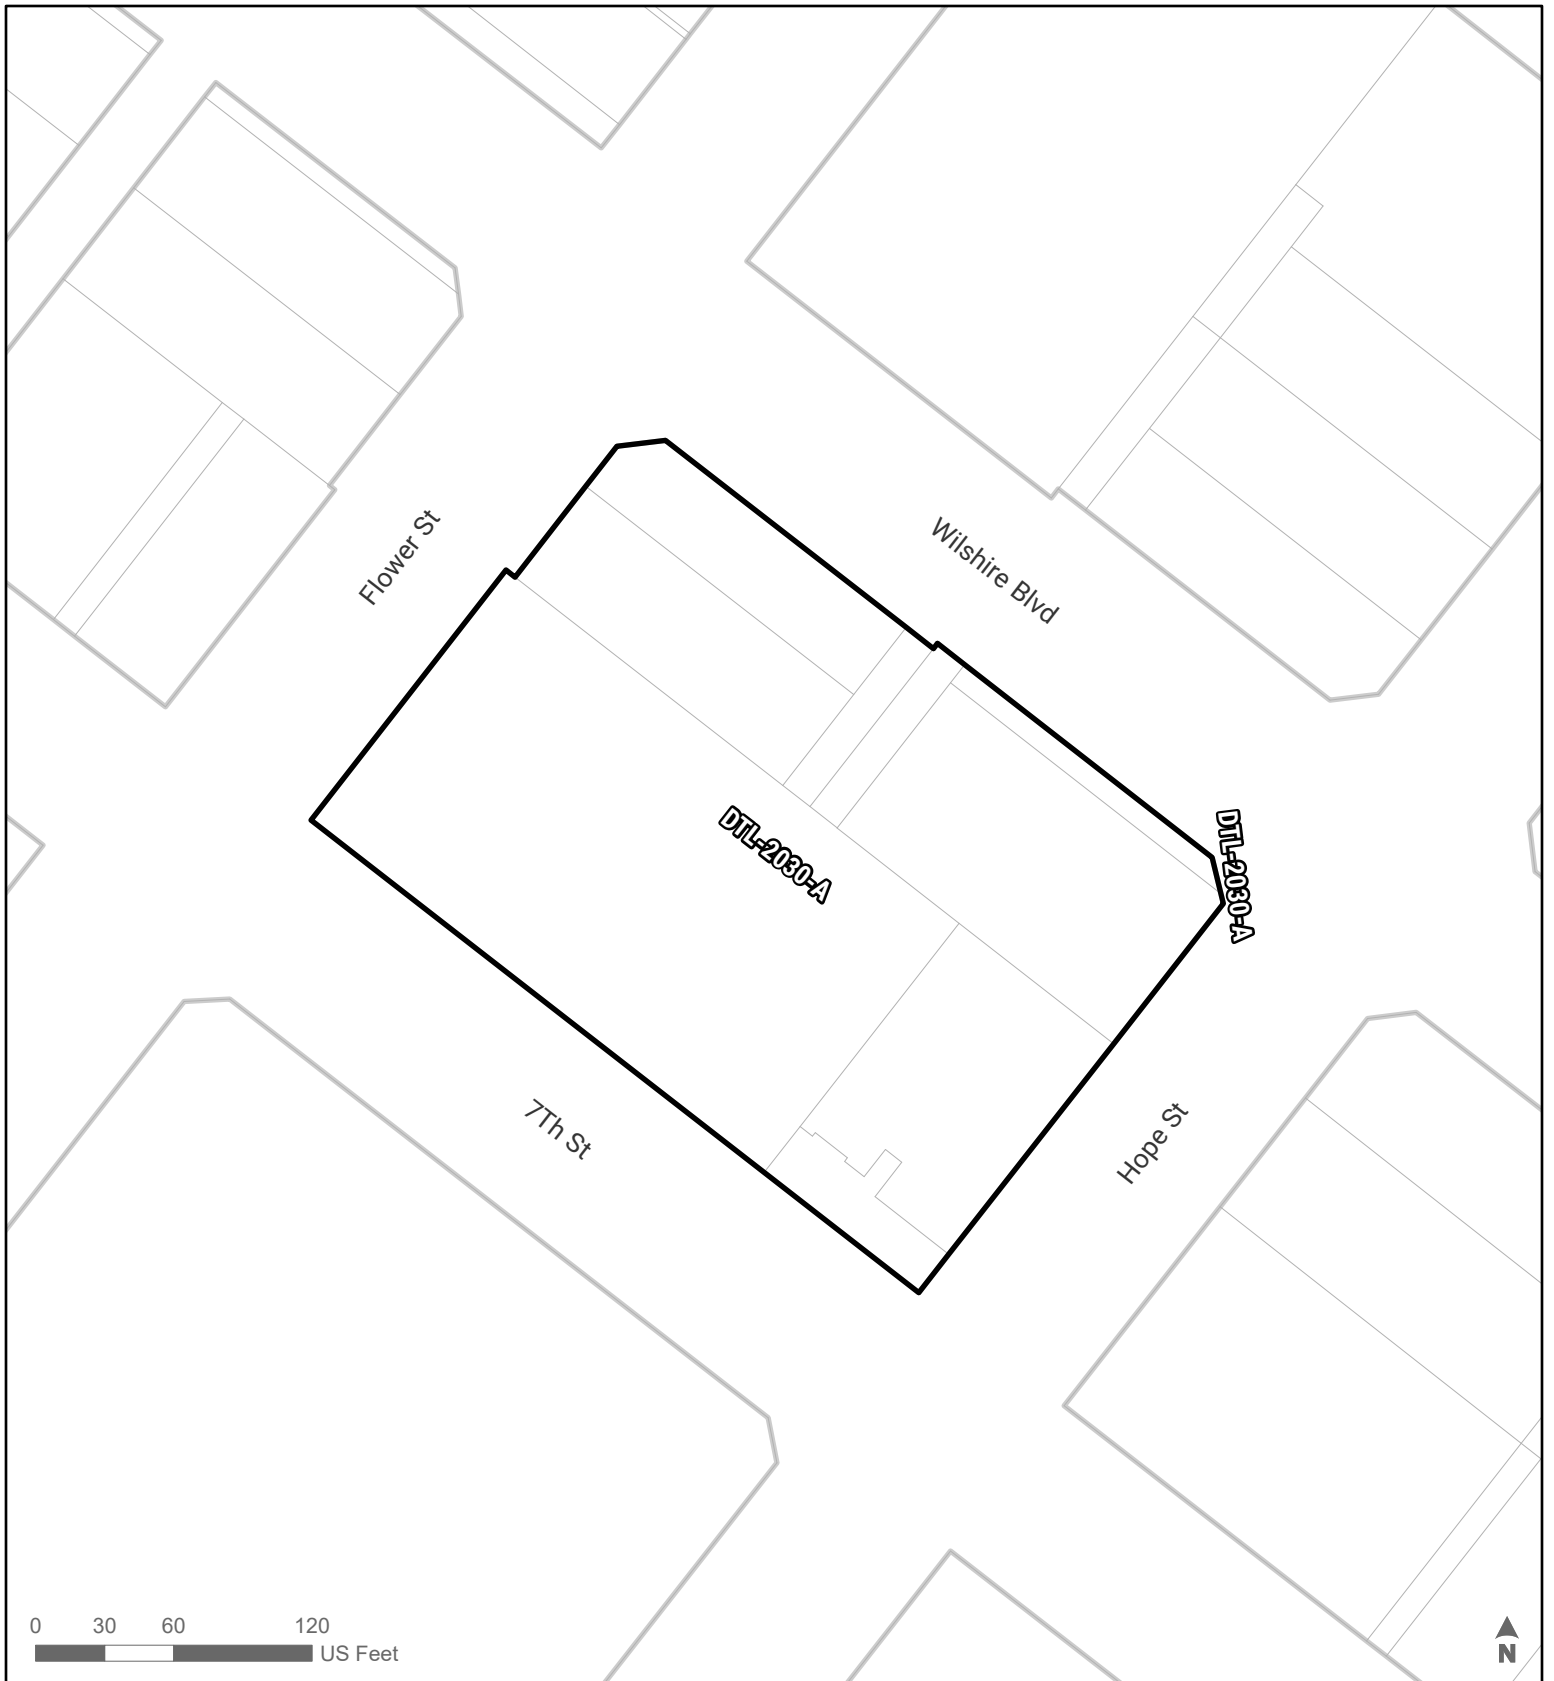 Flower St
Wilshire Blvd
DTL-2030-A
DTL-2030-A
7Th St
Hope St
0 30 60 120
US Feet
N